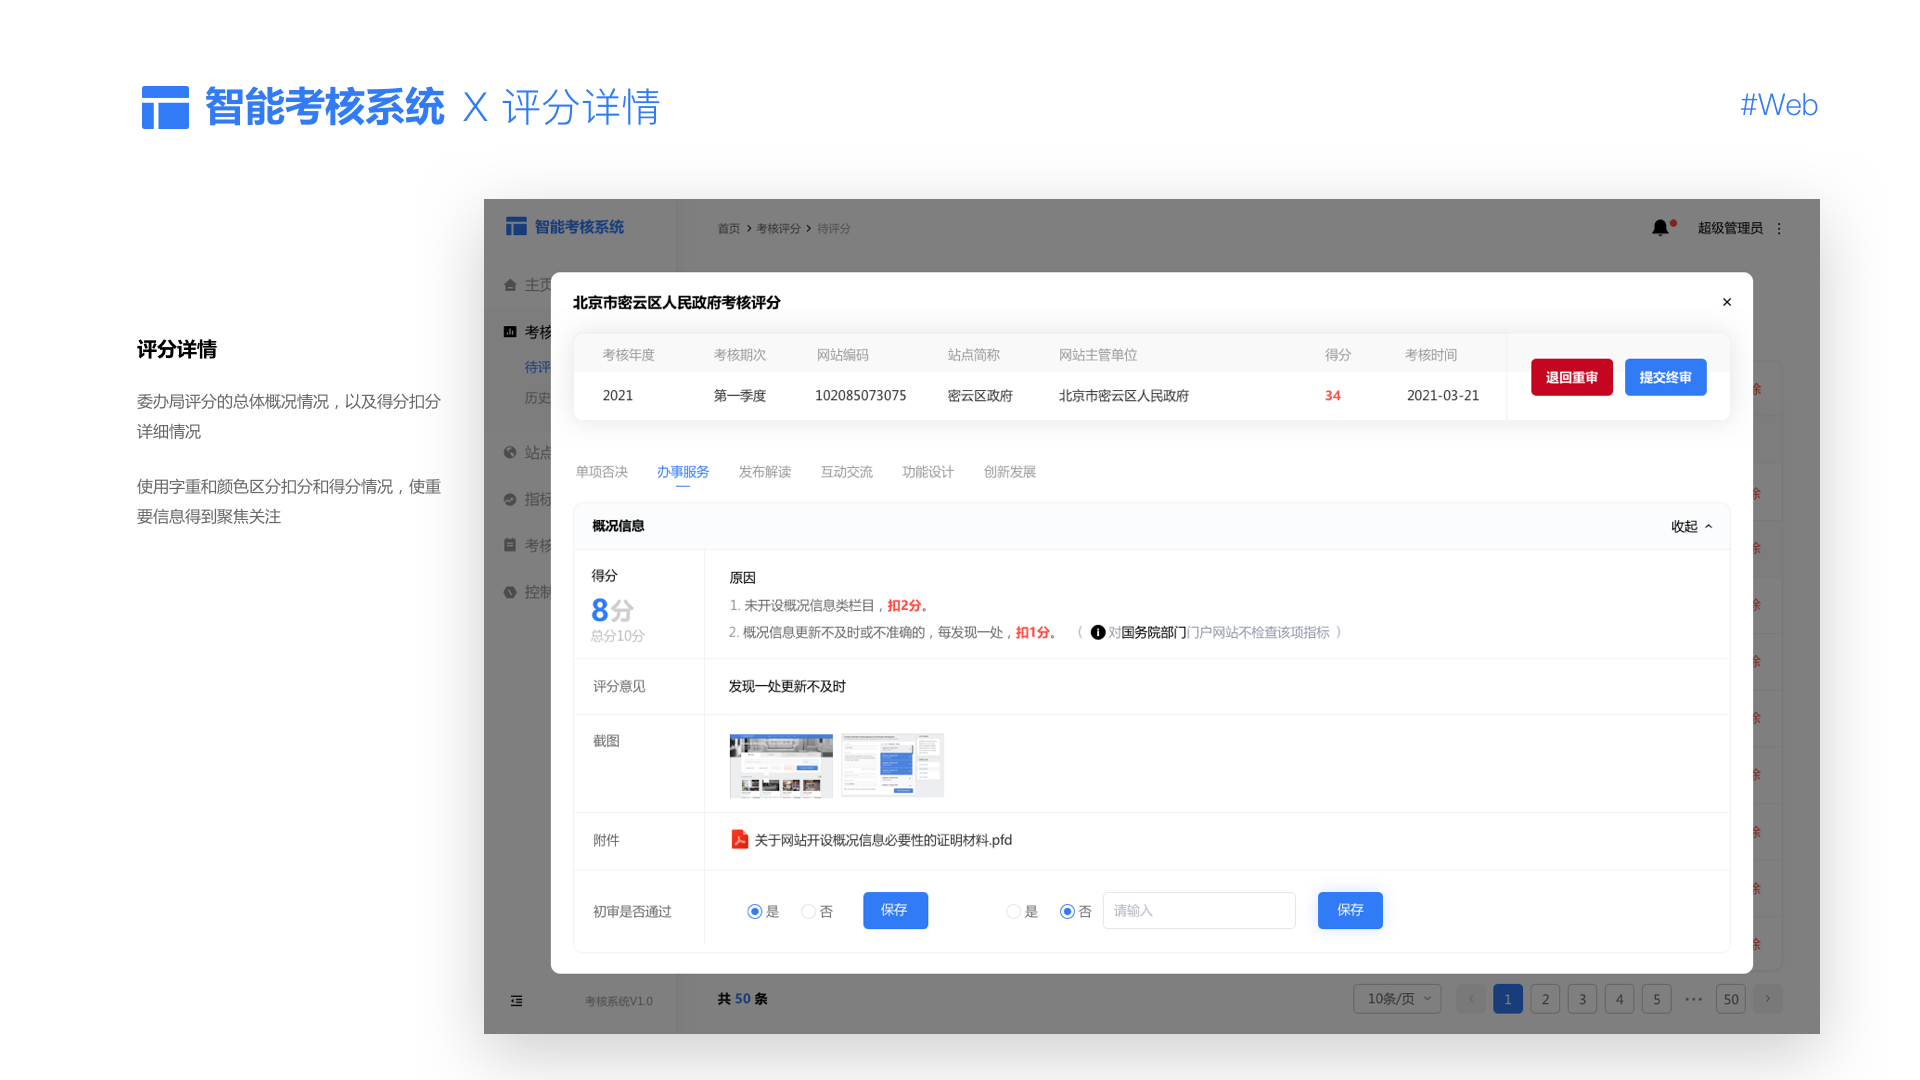 智能考核系统 X 评分详情
#Web
评分详情
委办局评分的总体概况情况，以及得分扣分
详细情况
使用字重和颜色区分扣分和得分情况，使重
要信息得到聚焦关注
智能考核系统
首页 > 考核评分 > 待评分
超级管理员
主页
考核
待评
历史
站点
指标
考核
控制
北京市密云区人民政府考核评分
考核年度 考核期次 网站编码 站点简称 网站主管单位 得分 考核时间
2021 第一季度 102085073075 密云区政府 北京市密云区人民政府 34 2021-03-21
退回重审 提交终审
单项否决 办事服务 发布解读 互动交流 功能设计 创新发展
概况信息 收起
得分
8分
总分10分
原因
1. 未开设概况信息类栏目，扣2分。
2. 概况信息更新不及时或不准确的，每发现一处，扣1分。 （ 对国务院部门门户网站不检查该项指标 ）
评分意见 发现一处更新不及时
截图
附件 关于网站开设概况信息必要性的证明材料.pfd
初审是否通过 是 否 保存 是 否 请输入 保存
除
除
除
除
除
除
除
除
除
除
考核系统V1.0
共 50 条
10条/页 < 1 2 3 4 5 ··· 50 >